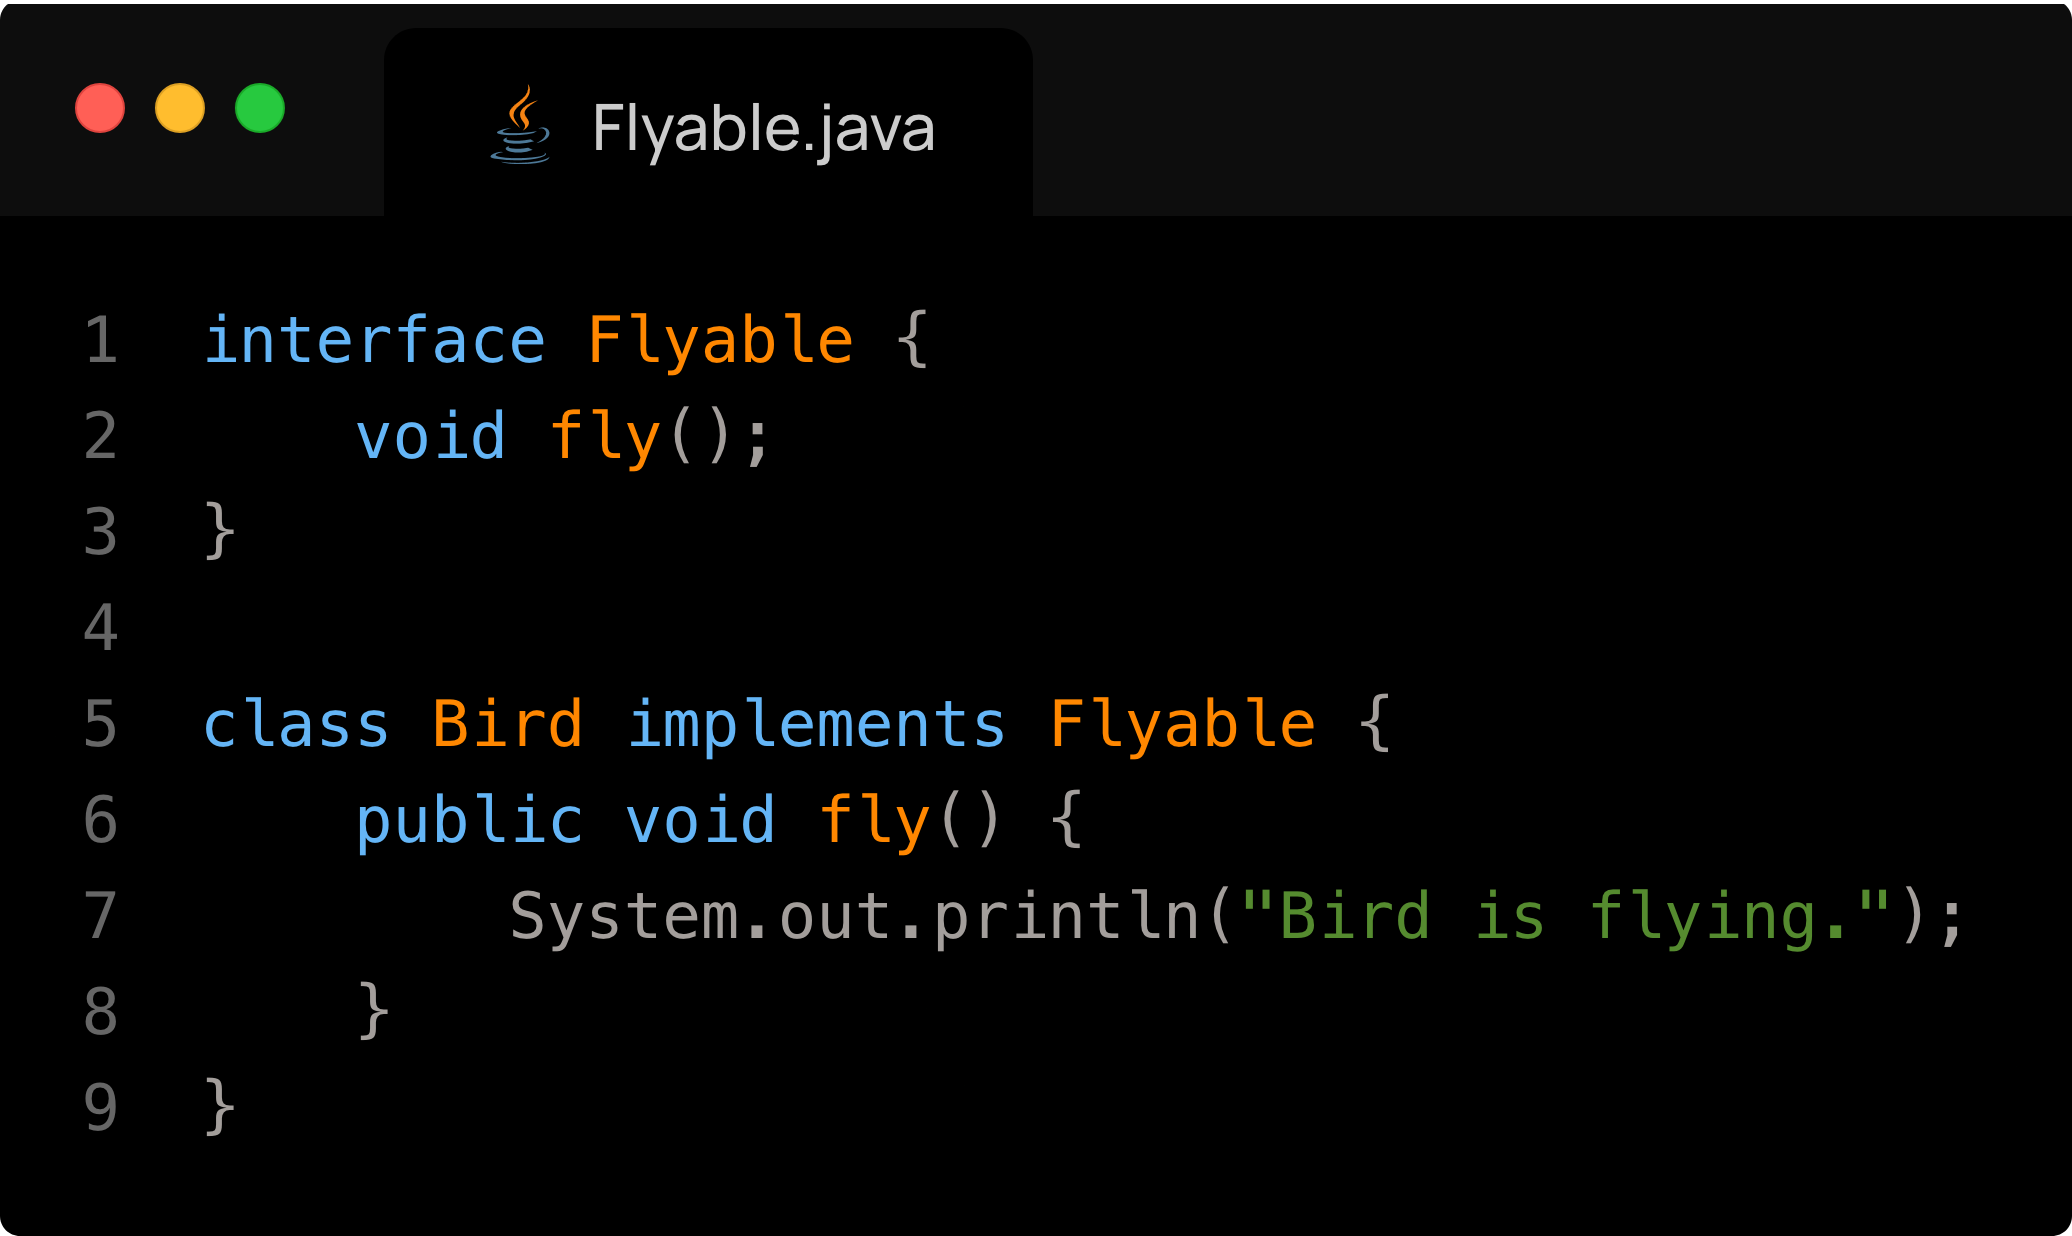 Flyable.java
1 interface Flyable {
2     void fly();
3 }
4
5 class Bird implements Flyable {
6     public void fly() {
7         System.out.println("Bird is flying.");
8     }
9 }